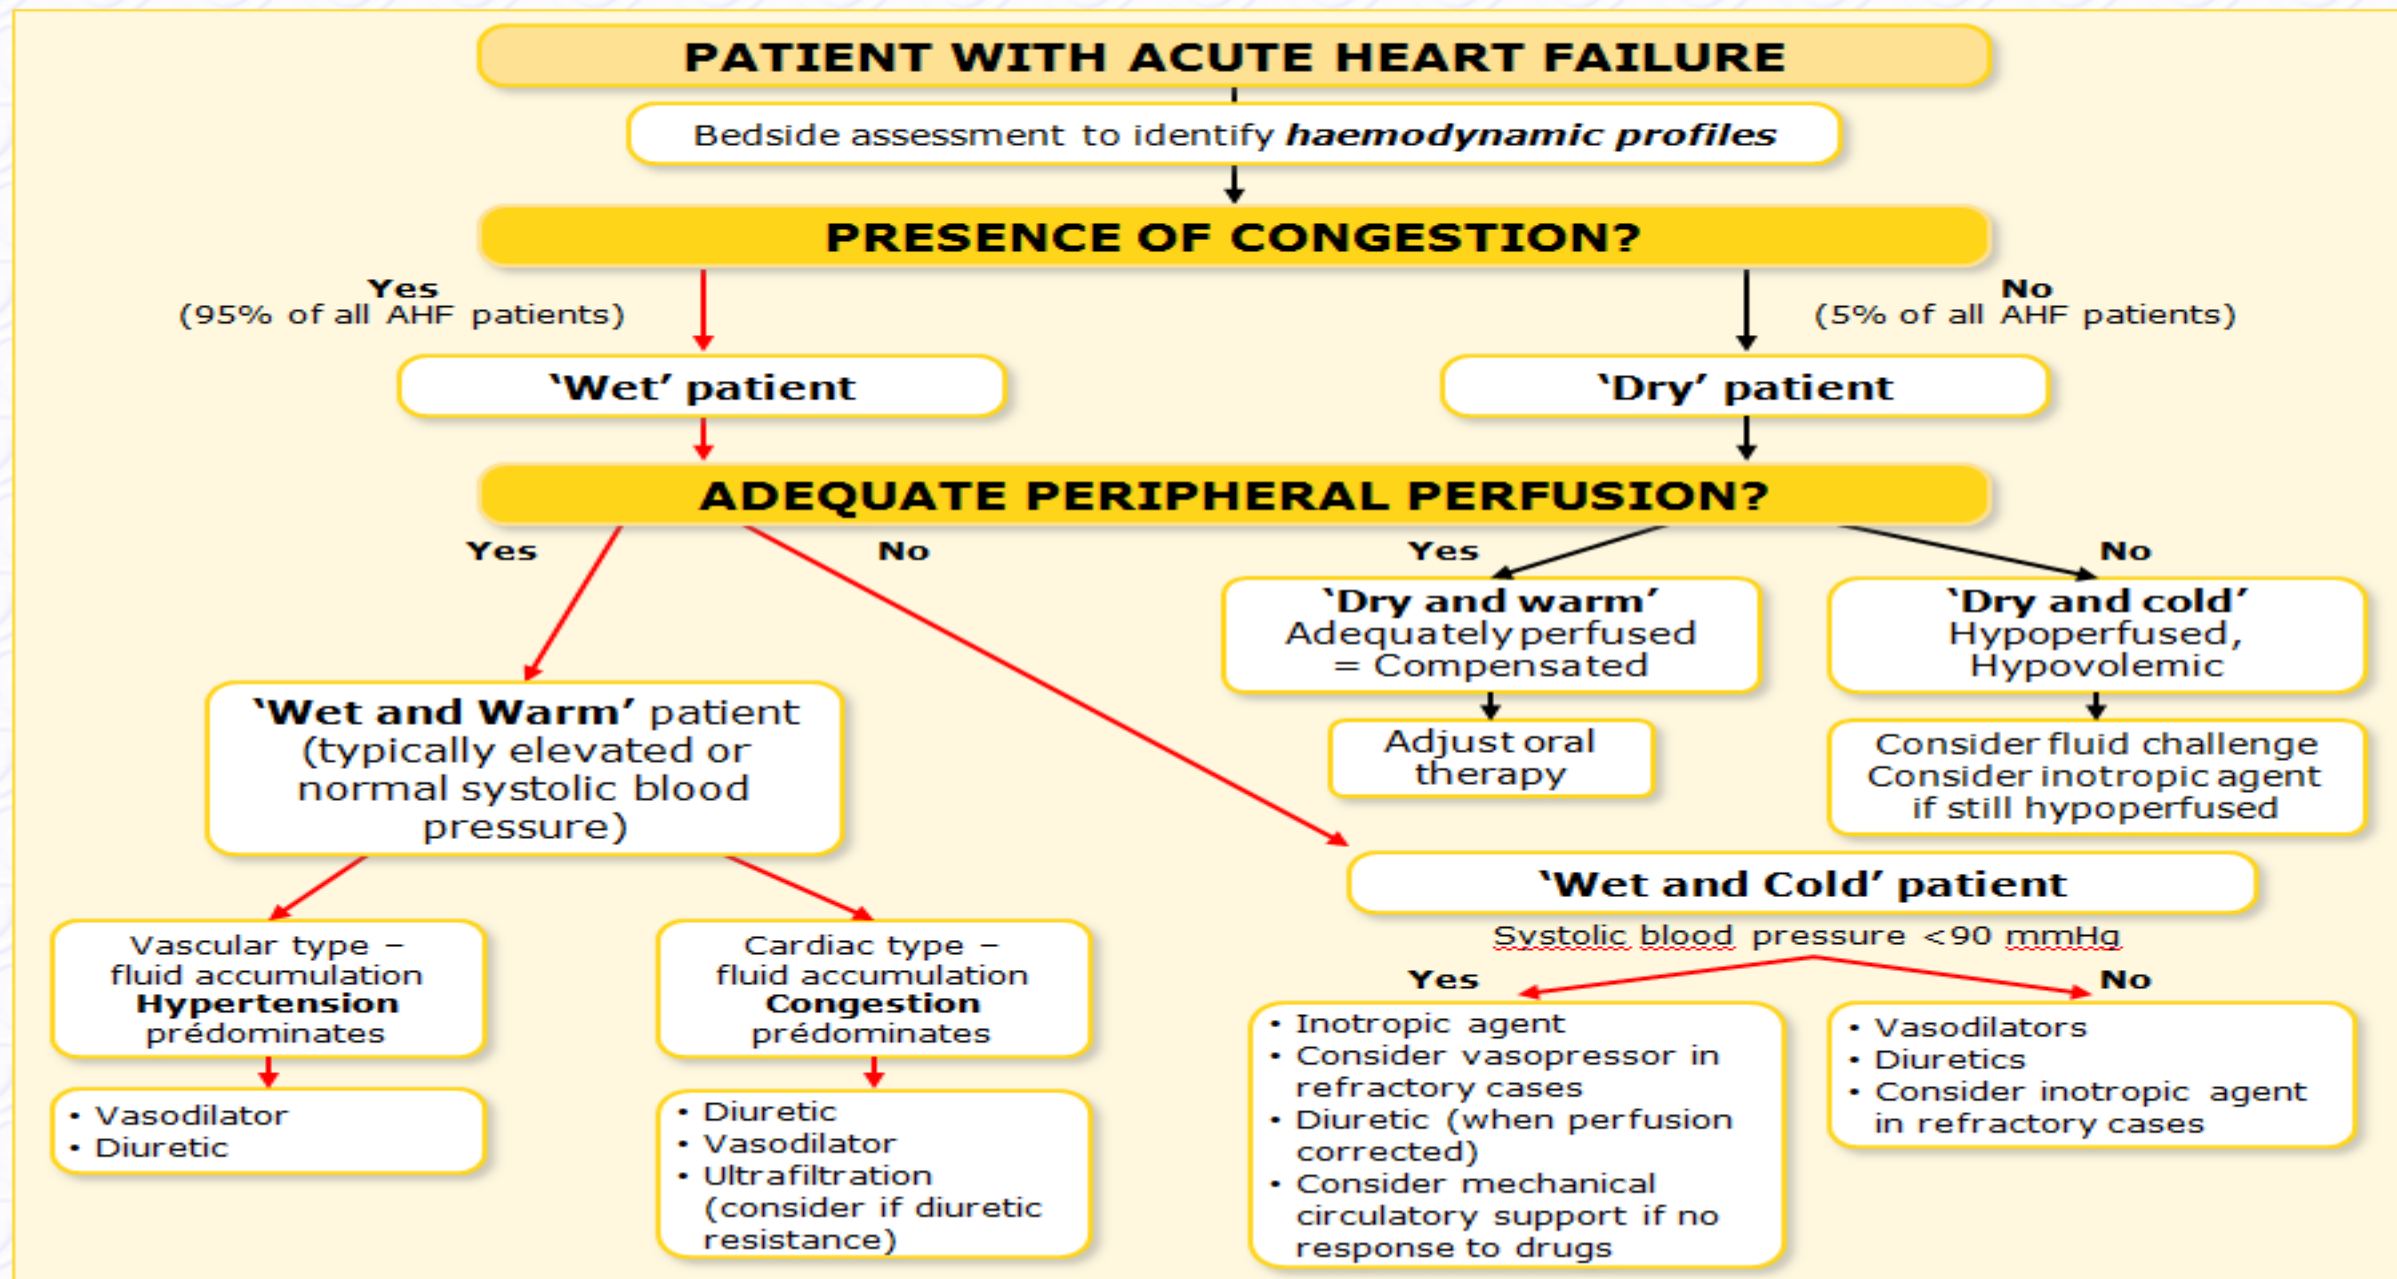 PATIENT WITH ACUTE HEART FAILURE
Bedside assessment to identify haemodynamic profiles
PRESENCE OF CONGESTION?
Yes
(95% of all AHF patients)
No
(5% of all AHF patients)
‘Wet’ patient
‘Dry’ patient
ADEQUATE PERIPHERAL PERFUSION?
Yes
No
Yes
No
‘Dry and warm’
Adequately perfused
= Compensated
‘Dry and cold’
Hypoperfused,
Hypovolemic
‘Wet and Warm’ patient
(typically elevated or
normal systolic blood
pressure)
Adjust oral
therapy
Consider fluid challenge
Consider inotropic agent
if still hypoperfused
‘Wet and Cold’ patient
Systolic blood pressure <90 mmHg
Yes
No
Vascular type –
fluid accumulation
Hypertension
prédominates
Cardiac type –
fluid accumulation
Congestion
prédominates
• Vasodilator
• Diuretic
• Diuretic
• Vasodilator
• Ultrafiltration
(consider if diuretic
resistance)
• Inotropic agent
• Consider vasopressor in
refractory cases
• Diuretic (when perfusion
corrected)
• Consider mechanical
circulatory support if no
response to drugs
• Vasodilators
• Diuretics
• Consider inotropic agent
in refractory cases